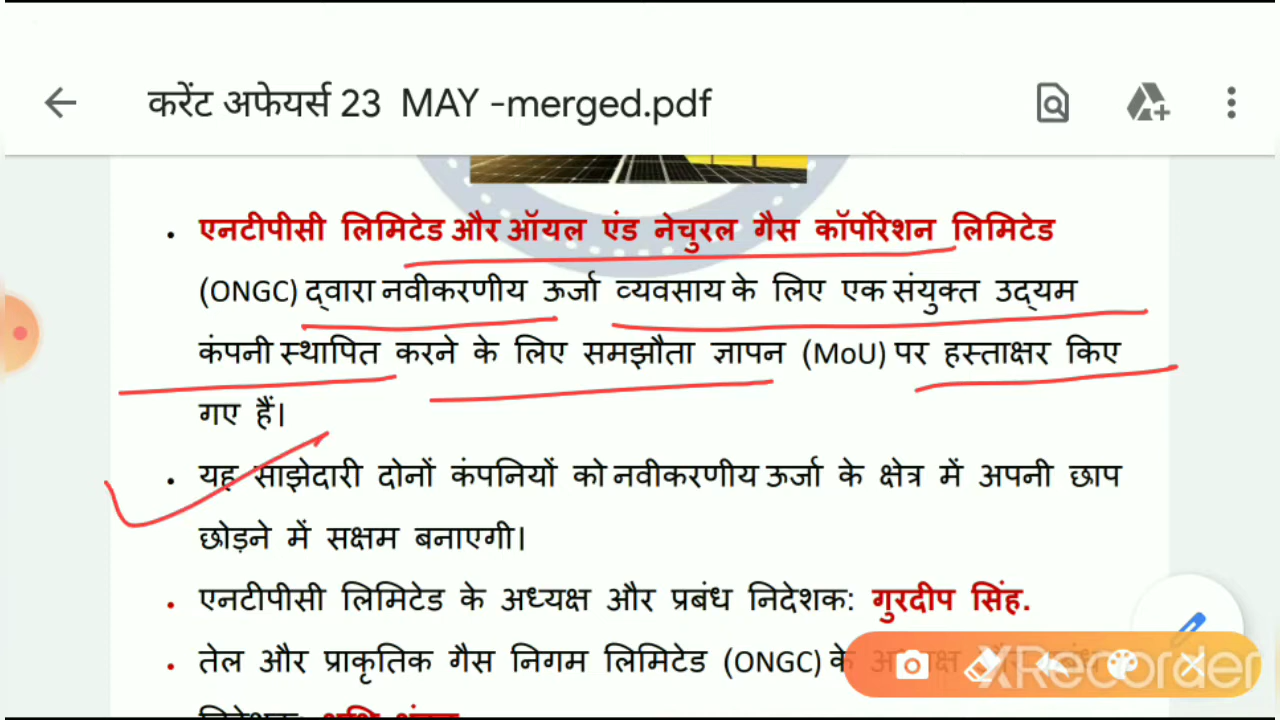 करेंट अफेयर्स 23 MAY -merged.pdf
एनटीपीसी लिमिटेड और ऑयल एंड नेचुरल गैस कॉर्पोरेशन लिमिटेड
(ONGC) द्वारा नवीकरणीय ऊर्जा व्यवसाय के लिए एक संयुक्त उद्यम
कंपनी स्थापित करने के लिए समझौता ज्ञापन (MoU) पर हस्ताक्षर किए
गए हैं।
यह साझेदारी दोनों कंपनियों को नवीकरणीय ऊर्जा के क्षेत्र में अपनी छाप
छोड़ने में सक्षम बनाएगी।
एनटीपीसी लिमिटेड के अध्यक्ष और प्रबंध निदेशक: गुरदीप सिंह.
तेल और प्राकृतिक गैस निगम लिमिटेड (ONGC) के
XRecorder